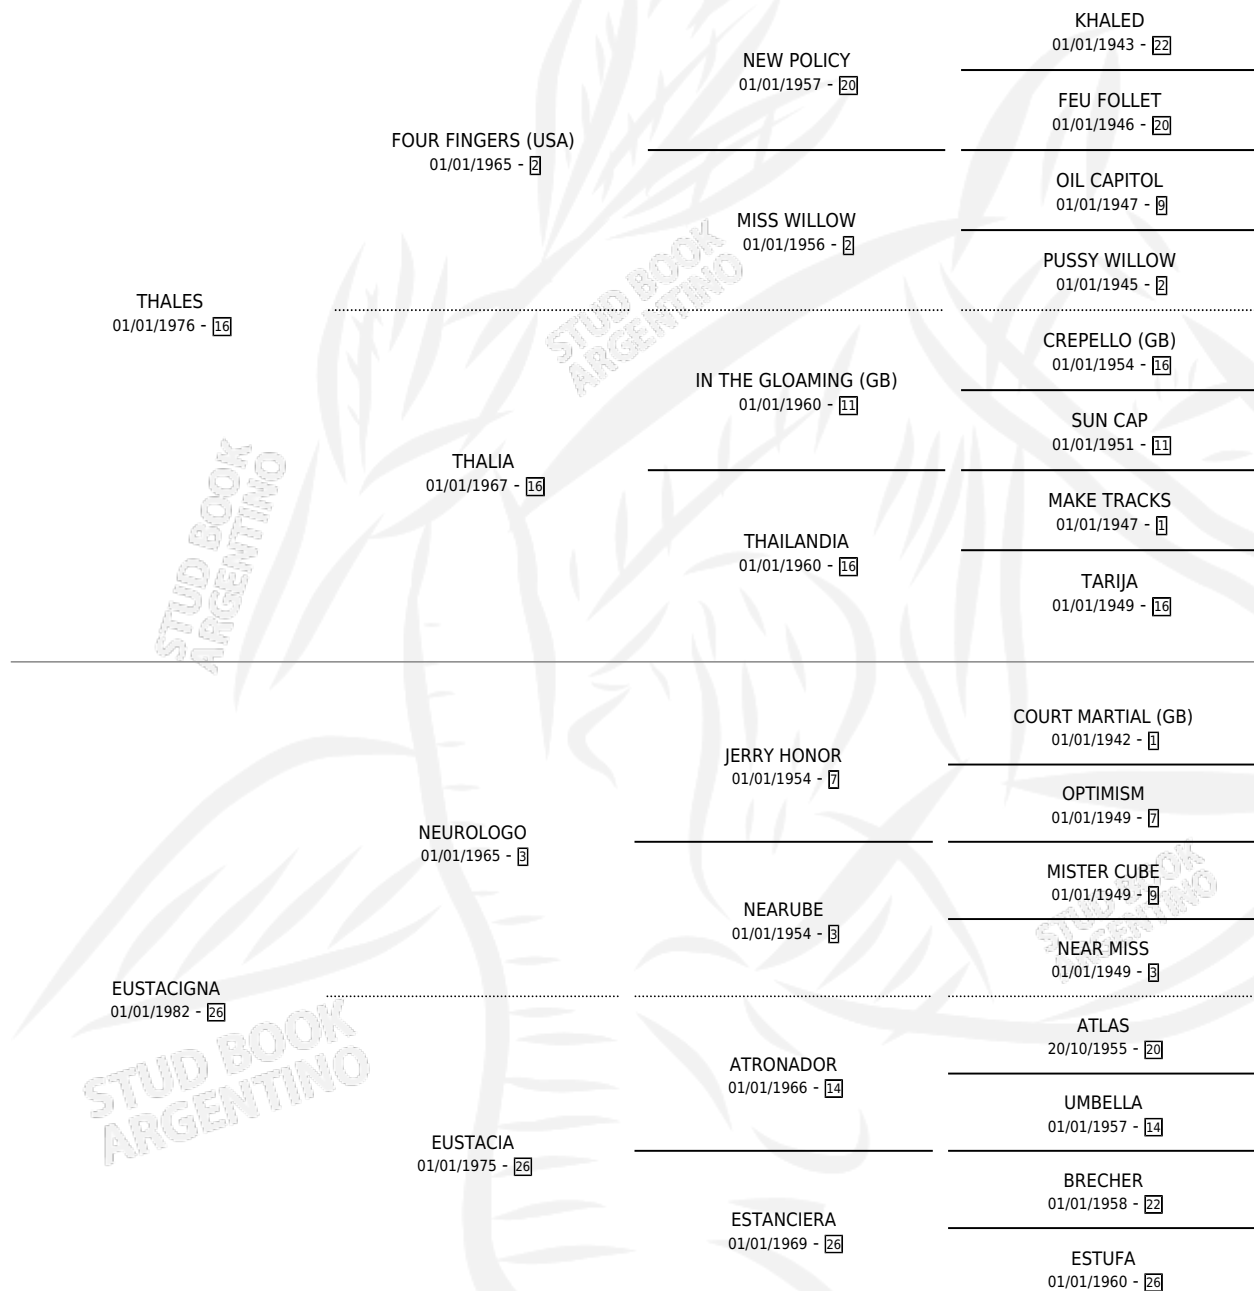 KHALED
01/01/1943 - 22
NEW POLICY
01/01/1957 - 20
FEU FOLLET
01/01/1946 - 20
FOUR FINGERS (USA)
01/01/1965 - 2
OIL CAPITOL
01/01/1947 - 9
MISS WILLOW
01/01/1956 - 2
PUSSY WILLOW
01/01/1945 - 2
THALES
01/01/1976 - 16
CREPELLO (GB)
01/01/1954 - 16
IN THE GLOAMING (GB)
01/01/1960 - 11
SUN CAP
01/01/1951 - 11
THALIA
01/01/1967 - 16
MAKE TRACKS
01/01/1947 - 1
THAILANDIA
01/01/1960 - 16
TARIJA
01/01/1949 - 16
COURT MARTIAL (GB)
01/01/1942 - 1
JERRY HONOR
01/01/1954 - 7
OPTIMISM
01/01/1949 - 7
NEUROLOGO
01/01/1965 - 3
MISTER CUBE
01/01/1949 - 9
NEARUBE
01/01/1954 - 3
NEAR MISS
01/01/1949 - 3
EUSTACIGNA
01/01/1982 - 26
ATLAS
20/10/1955 - 20
ATRONADOR
01/01/1966 - 14
UMBELLA
01/01/1957 - 14
EUSTACIA
01/01/1975 - 26
BRECHER
01/01/1958 - 22
ESTANCIERA
01/01/1969 - 26
ESTUFA
01/01/1960 - 26
STUD BOOK
ARGENTINO
STUD BOOK
ARGENTINO
STUD BOOK
ARGENTINO
STUD BOOK
ARGENTINO